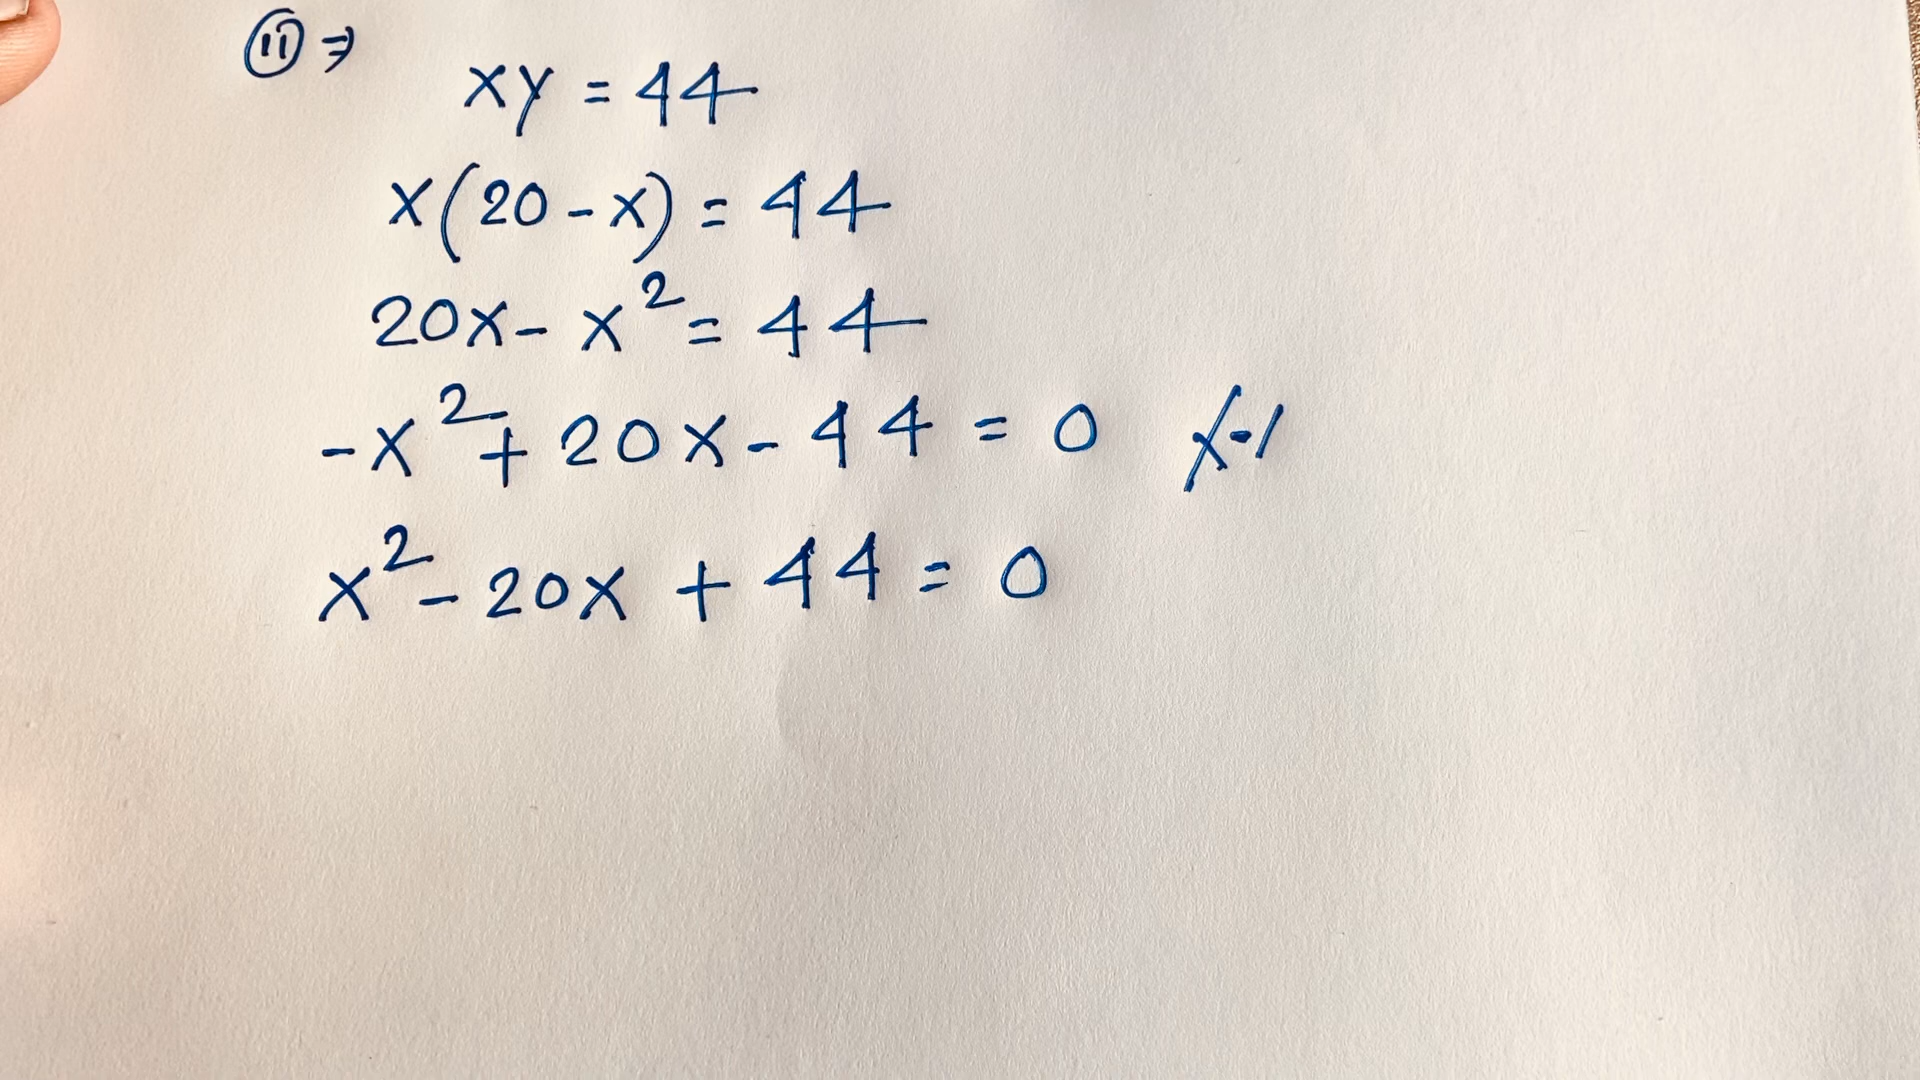 ⑪ ⇒
xy = 44
x(20 - x) = 44
20x - x² = 44
-x² + 20x - 44 = 0 /×-1
x² - 20x + 44 = 0